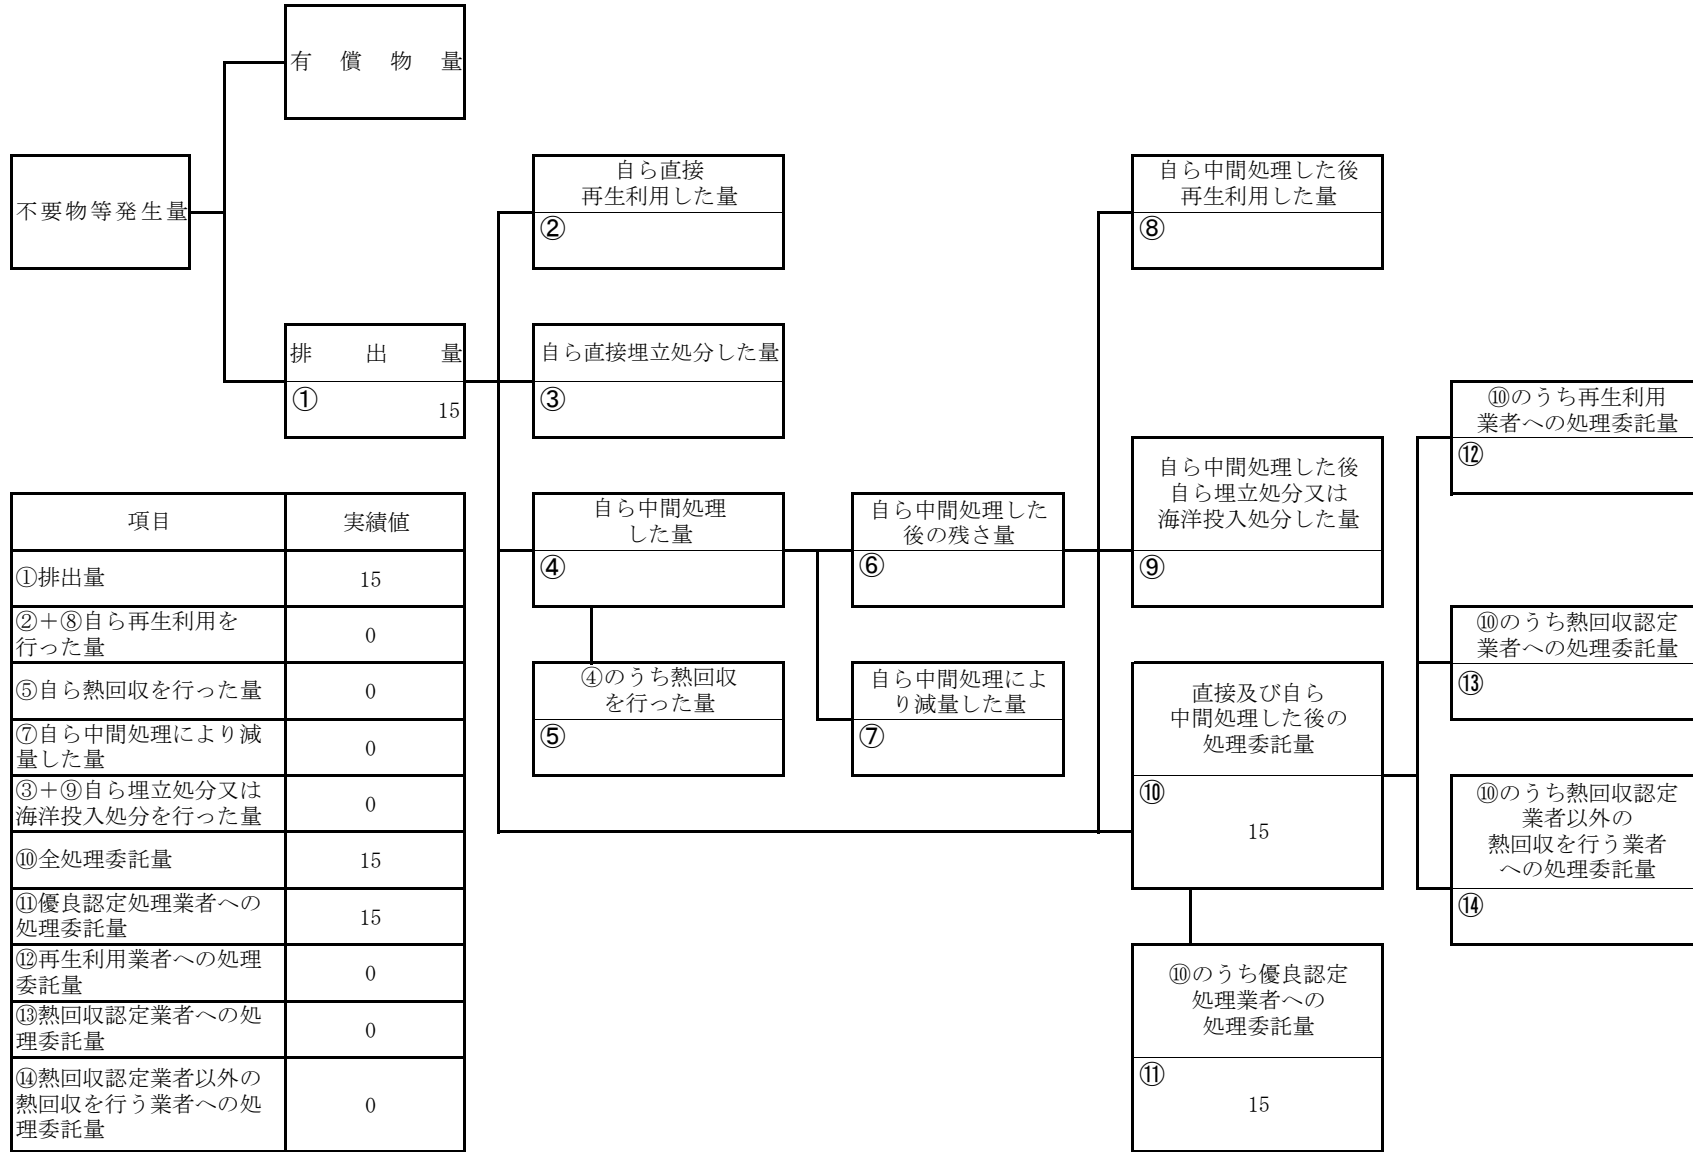 有償物量
不要物等発生量
自ら直接
再生利用した量
②
自ら中間処理した後
再生利用した量
⑧
排出量
①
15
自ら直接埋立処分した量
③
⑩のうち再生利用
業者への処理委託量
⑫
自ら中間処理
した量
④
自ら中間処理した
後の残さ量
⑥
自ら中間処理した後
自ら埋立処分又は
海洋投入処分した量
⑨
⑩のうち熱回収認定
業者への処理委託量
⑬
④のうち熱回収
を行った量
⑤
自ら中間処理によ
り減量した量
⑦
直接及び自ら
中間処理した後の
処理委託量
⑩
15
⑩のうち熱回収認定
業者以外の
熱回収を行う業者
への処理委託量
⑭
⑩のうち優良認定
処理業者への
処理委託量
⑪
15
項目 実績値
①排出量 15
②+⑧自ら再生利用を
行った量 0
⑤自ら熱回収を行った量 0
⑦自ら中間処理により減
量した量 0
③+⑨自ら埋立処分又は
海洋投入処分を行った量 0
⑩全処理委託量 15
⑪優良認定処理業者への
処理委託量 15
⑫再生利用業者への処理
委託量 0
⑬熱回収認定業者への処
理委託量 0
⑭熱回収認定業者以外の
熱回収を行う業者への処
理委託量 0